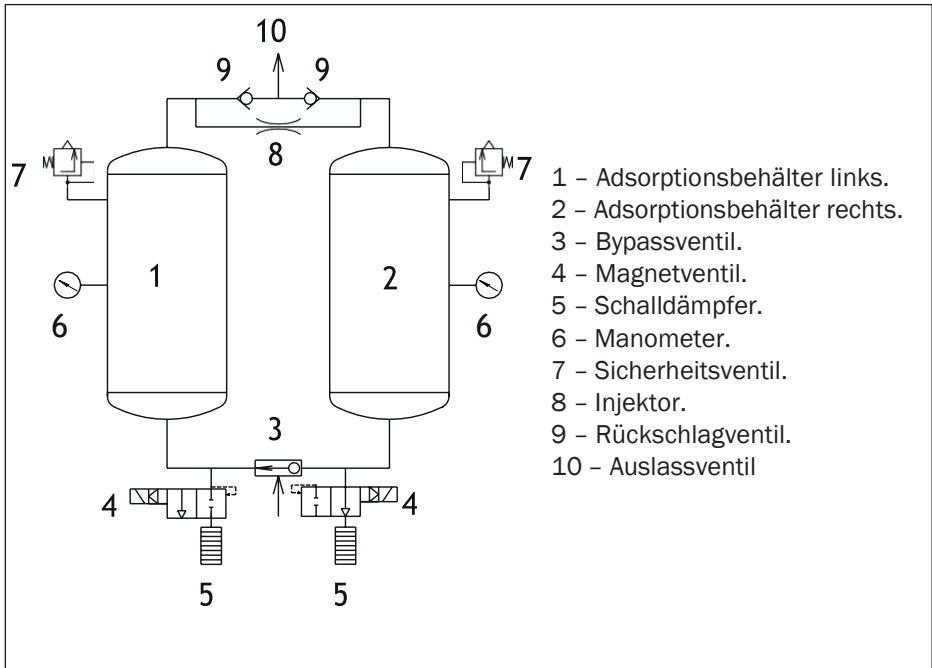 10
9 9
8
7 7
1 2
6 6
3
4 4
5 5
1 – Adsorptionsbehälter links.
2 – Adsorptionsbehälter rechts.
3 – Bypassventil.
4 – Magnetventil.
5 – Schalldämpfer.
6 – Manometer.
7 – Sicherheitsventil.
8 – Injektor.
9 – Rückschlagventil.
10 – Auslassventil